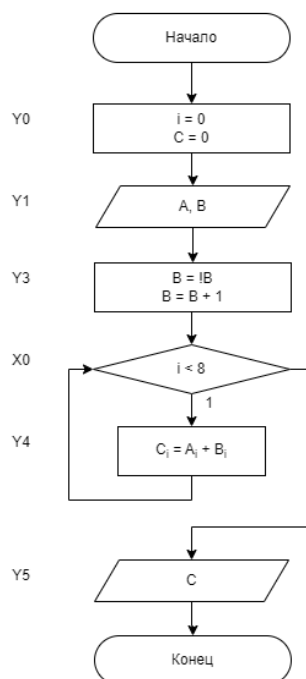 Начало
Y0
i = 0
C = 0
Y1
A, B
Y3
B = !B
B = B + 1
X0
i < 8
1
Y4
Cᵢ = Aᵢ + Bᵢ
Y5
C
Конец